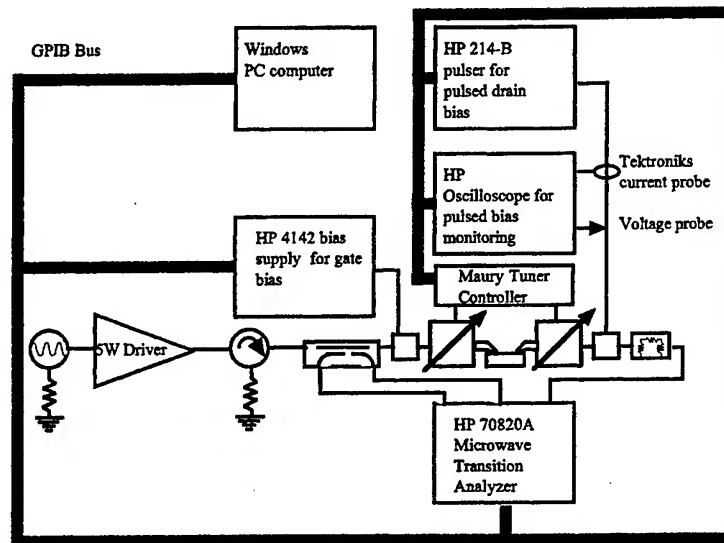 GPIB Bus
Windows
PC computer
HP 214-B
pulser for
pulsed drain
bias
Tektroniks
current probe
HP
Oscilloscope for
pulsed bias
monitoring
Voltage probe
HP 4142 bias
supply for gate
bias
Maury Tuner
Controller
5W Driver
HP 70820A
Microwave
Transition
Analyzer